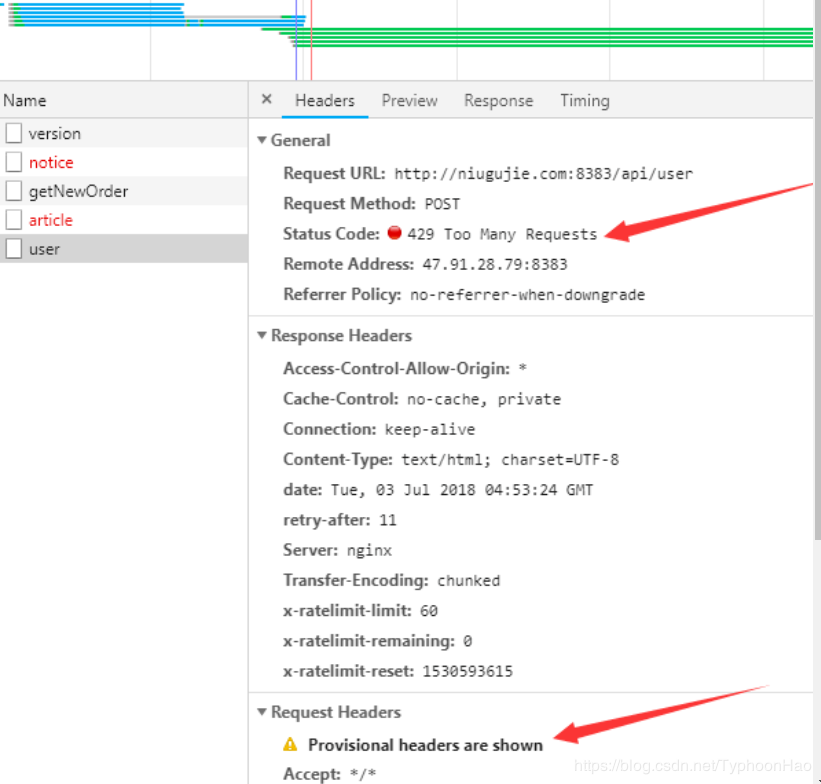 Name
× Headers Preview Response Timing
version
notice
getNewOrder
article
user
▼ General
Request URL: http://niugujie.com:8383/api/user
Request Method: POST
Status Code: 429 Too Many Requests
Remote Address: 47.91.28.79:8383
Referrer Policy: no-referrer-when-downgrade
▼ Response Headers
Access-Control-Allow-Origin: *
Cache-Control: no-cache, private
Connection: keep-alive
Content-Type: text/html; charset=UTF-8
date: Tue, 03 Jul 2018 04:53:24 GMT
retry-after: 11
Server: nginx
Transfer-Encoding: chunked
x-ratelimit-limit: 60
x-ratelimit-remaining: 0
x-ratelimit-reset: 1530593615
▼ Request Headers
Provisional headers are shown
https://blog.csdn.net/TyphoonHao
Accept: */*